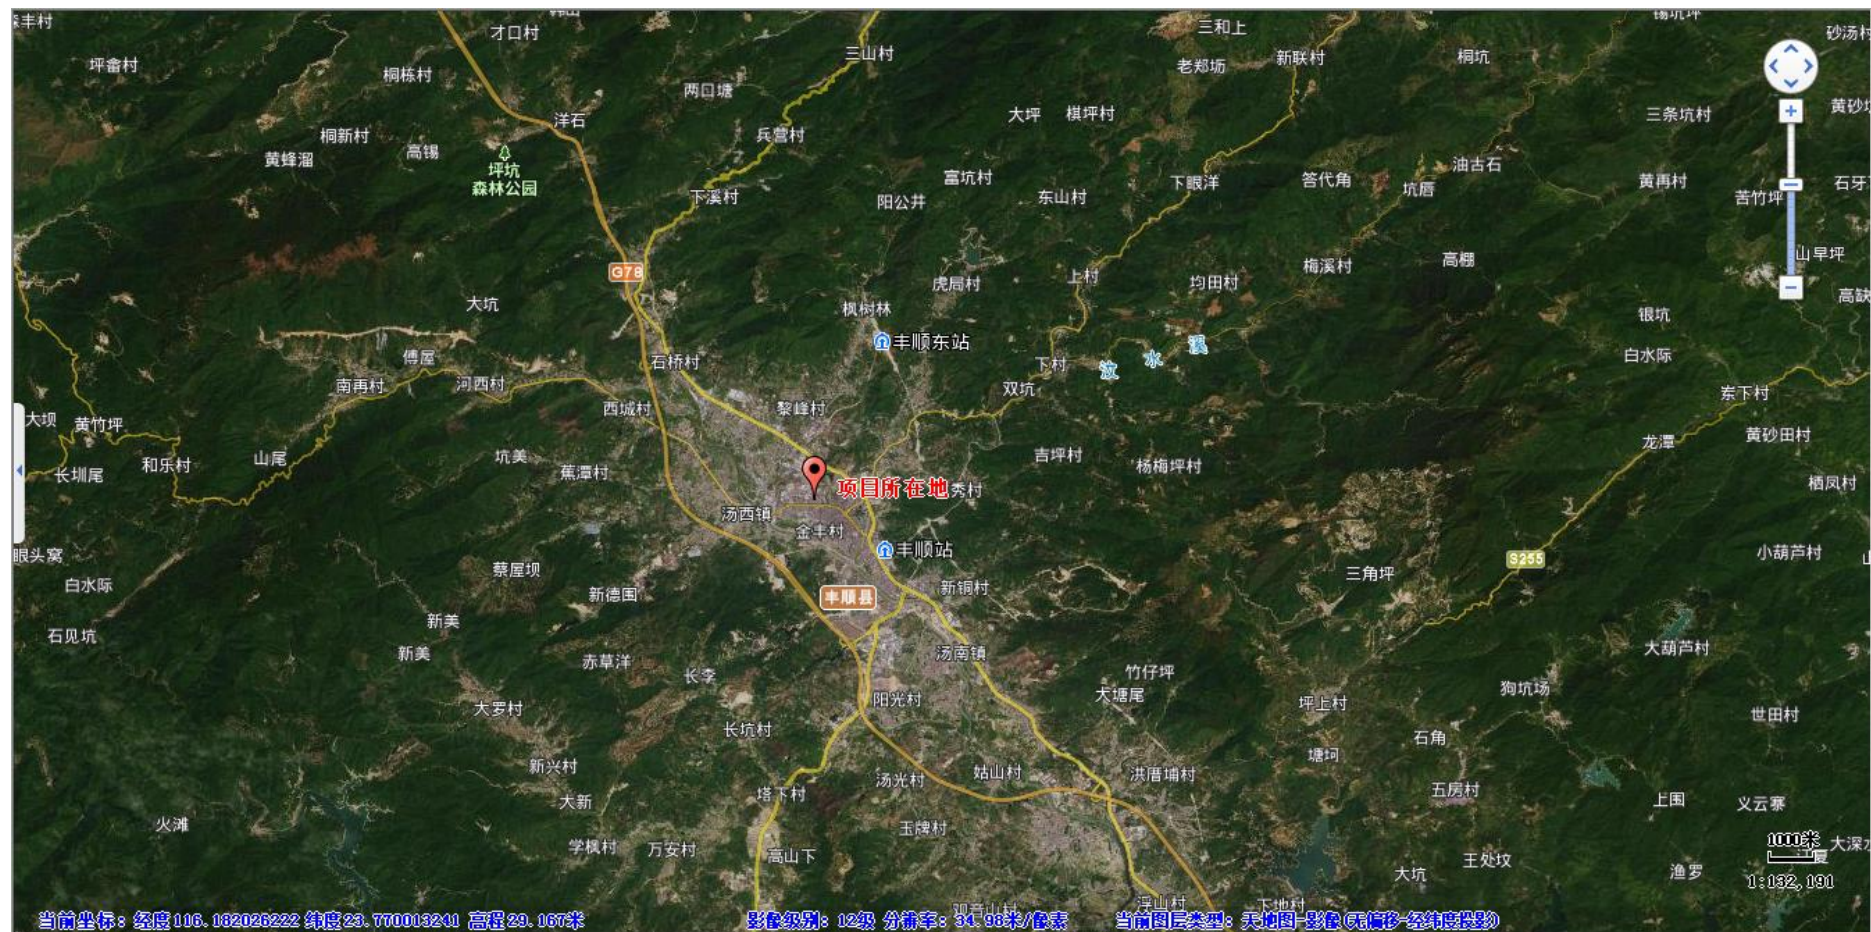 锡坑坪
才口村
三和上
砂汤村
三山村
新联村
桐坑
坪畲村
老郑坜
桐栋村
两口塘
大坪
棋坪村
三条坑村
洋石
桐新村
兵营村
高锡
黄蜂溜
坪坑
森林公园
富坑村
下眼洋
答代角
油古石
黄再村
下溪村
阳公井
东山村
坑唇
苦竹坪
G78
上村
梅溪村
高棚
山旱坪
虎局村
均田村
大坑
枫树林
银坑
丰顺东站
汶 水 溪
白水际
傅屋
石桥村
下村
南再村
河西村
双坑
西城村
黎峰村
大坝
黄竹坪
龙潭
黄砂田村
坑美
山尾
和乐村
长圳尾
蕉潭村
吉坪村
杨梅坪村
项目所在地
秀村
栖凤村
汤西镇
金丰村
丰顺站
眼头窝
白水际
蔡屋坝
新德围
新铜村
S255
小葫芦村
三角坪
丰顺县
石见坑
新美
新美
赤草洋
长李
汤南镇
竹仔坪
大塘尾
大葫芦村
狗坑场
大罗村
阳光村
坪上村
世田村
长坑村
石角
新兴村
塘坷
汤光村
姑山村
洪厝埔村
大新
塔下村
五房村
上围
义云寨
火滩
玉牌村
1000米
学枫村
万安村
高山下
王处坟
大坑
渔罗
1:132,191
观音山村
浮山村
下地村
当前坐标：经度116.182026222 纬度23.770013241 高程29.167米
影像级别：12级 分辨率：34.98米/像素
当前图层类型：天地图-影像(无偏移-经纬度投影)